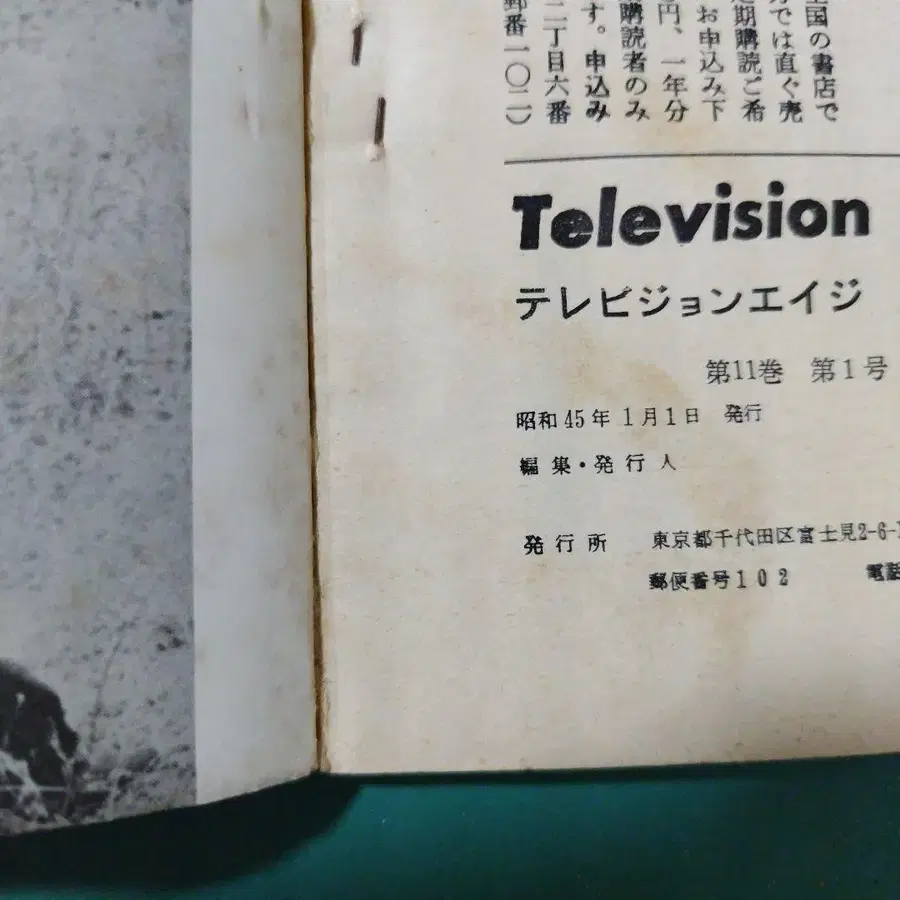 国の書店で
では直ぐ売
期購読ご希
お申込み下
円、一年分
購読者のみ
す。申込み
二丁目六番
郵番一〇二)
Television
テレビジョンエイジ
第11巻 第1号
昭和45年1月1日 発行
編集・発行人
発行所 東京都千代田区富士見2-6-
郵便番号102 電話